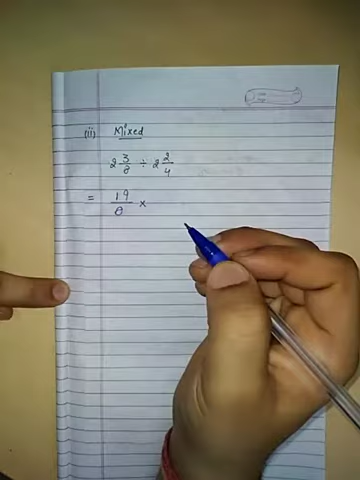 (ii) Mixed
2 3/8 ÷ 2 2/4
= 19/8 ×